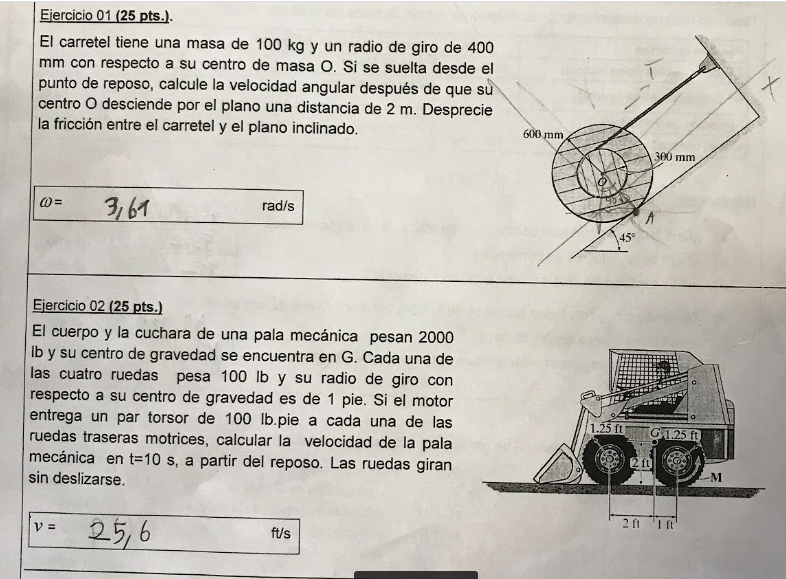 Ejercicio 01 (25 pts.).
El carretel tiene una masa de 100 kg y un radio de giro de 400
mm con respecto a su centro de masa O. Si se suelta desde el
punto de reposo, calcule la velocidad angular después de que su
centro O desciende por el plano una distancia de 2 m. Desprecie
la fricción entre el carretel y el plano inclinado.
T
X
600 mm
300 mm
O
A
45°
ω= 3,61 rad/s
Ejercicio 02 (25 pts.)
El cuerpo y la cuchara de una pala mecánica pesan 2000
lb y su centro de gravedad se encuentra en G. Cada una de
las cuatro ruedas pesa 100 lb y su radio de giro con
respecto a su centro de gravedad es de 1 pie. Si el motor
entrega un par torsor de 100 lb.pie a cada una de las
ruedas traseras motrices, calcular la velocidad de la pala
mecánica en t=10 s, a partir del reposo. Las ruedas giran
sin deslizarse.
1.25 ft
G
1.25 ft
2 ft
M
2 ft
1 ft
v = 25,6 ft/s